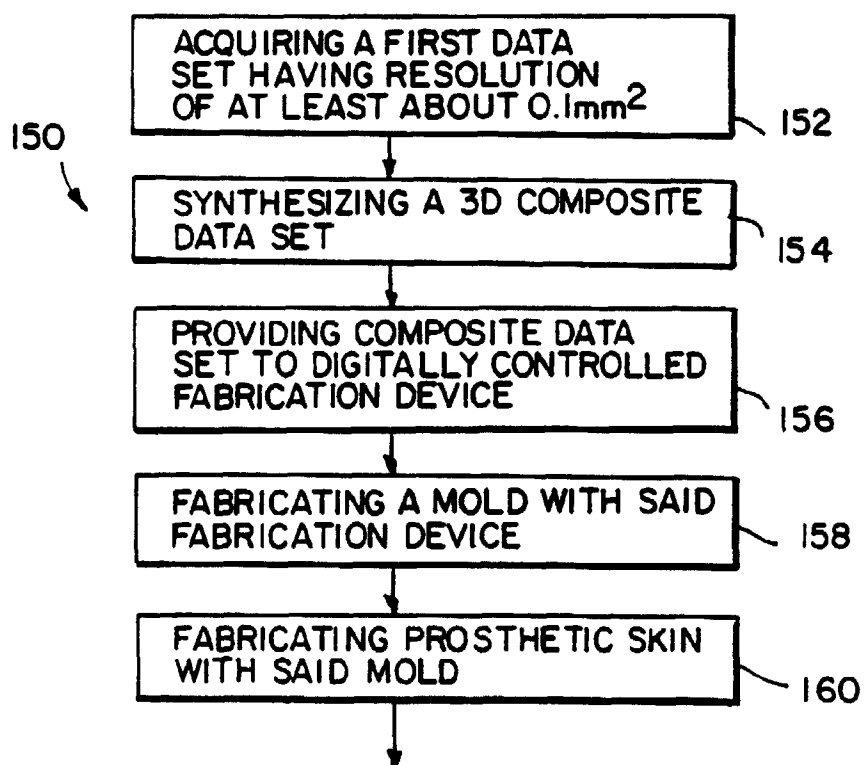 ACQUIRING A FIRST DATA
SET HAVING RESOLUTION
OF AT LEAST ABOUT 0.1mm²
152
150
SYNTHESIZING A 3D COMPOSITE
DATA SET
154
PROVIDING COMPOSITE DATA
SET TO DIGITALLY CONTROLLED
FABRICATION DEVICE
156
FABRICATING A MOLD WITH SAID
FABRICATION DEVICE
158
FABRICATING PROSTHETIC SKIN
WITH SAID MOLD
160